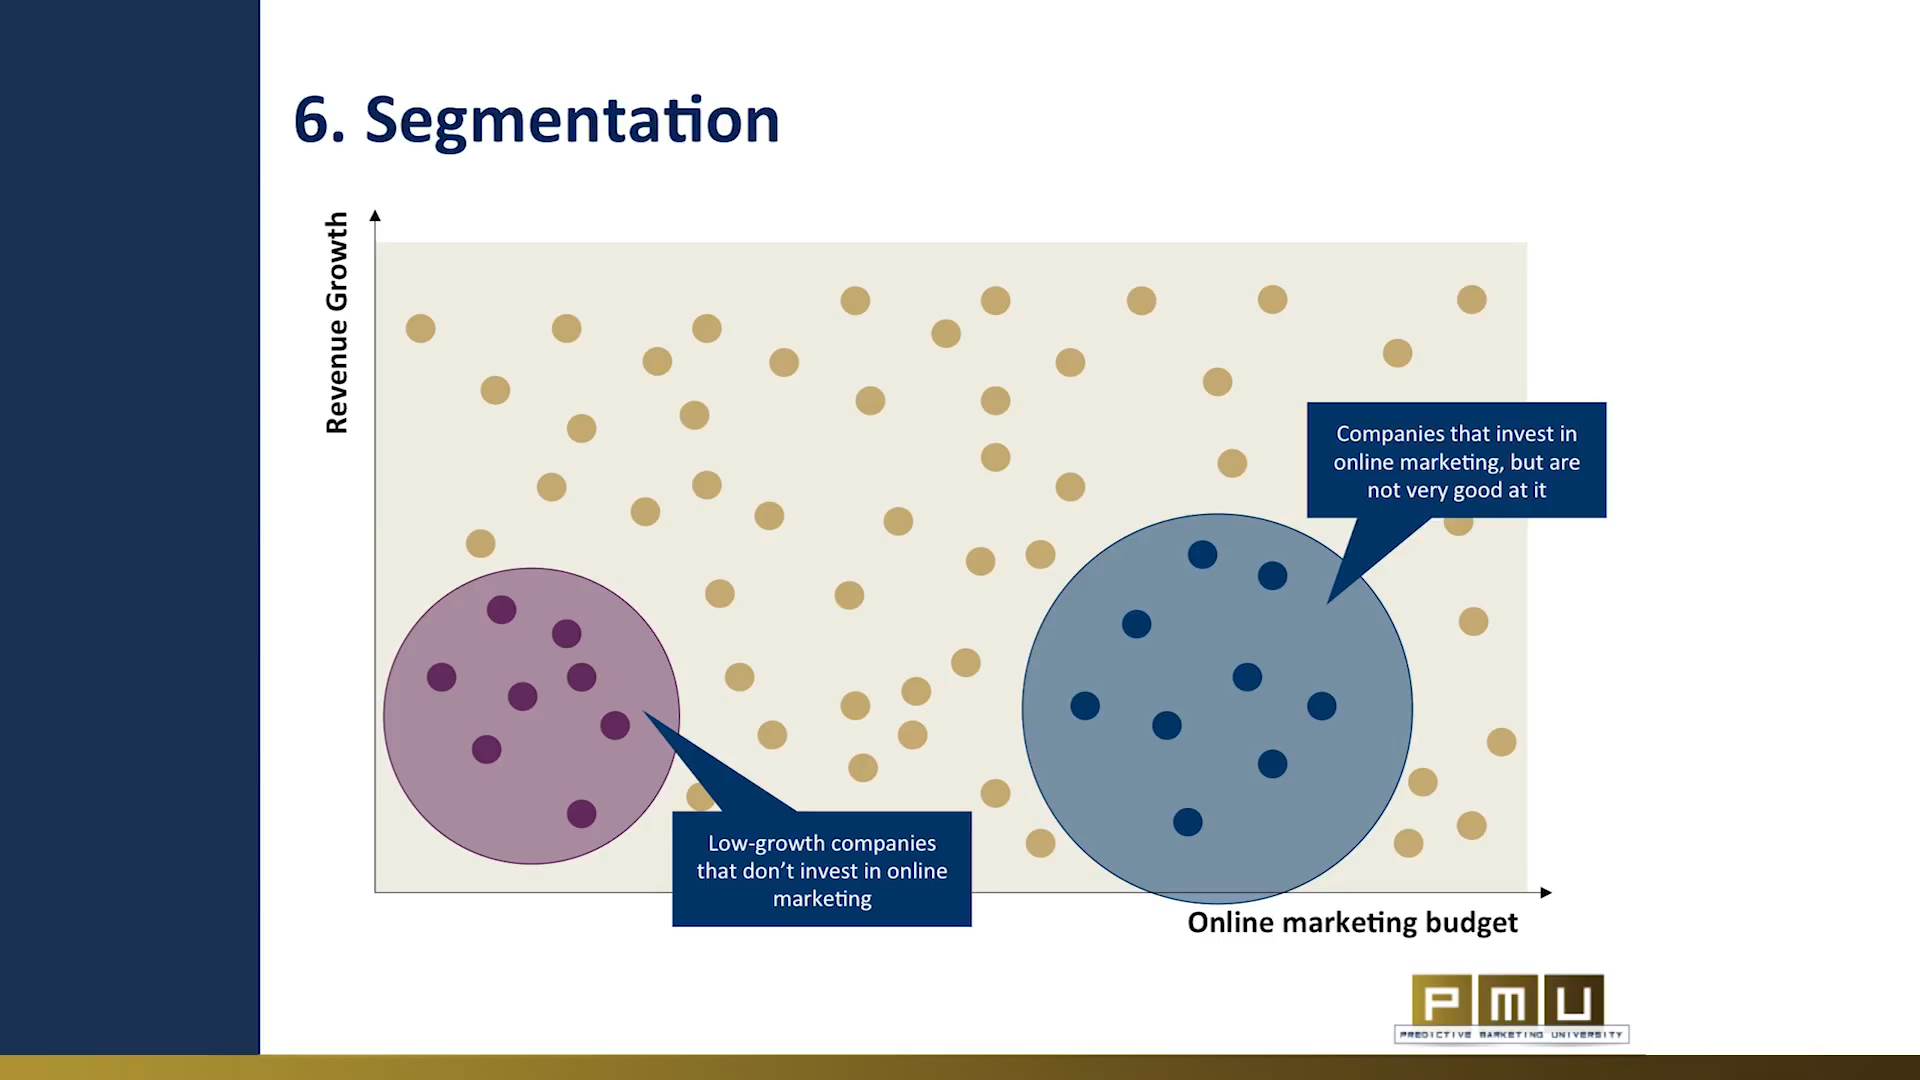 6. Segmentation
Revenue Growth
Companies that invest in
online marketing, but are
not very good at it
Low-growth companies
that don’t invest in online
marketing
Online marketing budget
PMU
PREDICTIVE MARKETING UNIVERSITY